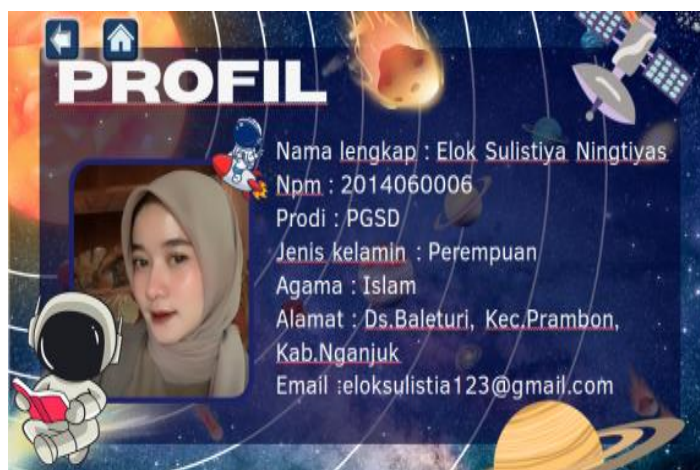 PROFIL
Nama lengkap : Elok Sulistiya Ningtiyas
Npm : 2014060006
Prodi : PGSD
Jenis kelamin : Perempuan
Agama : Islam
Alamat : Ds.Baleturi, Kec.Prambon,
Kab.Nganjuk
Email :eloksulistia123@gmail.com